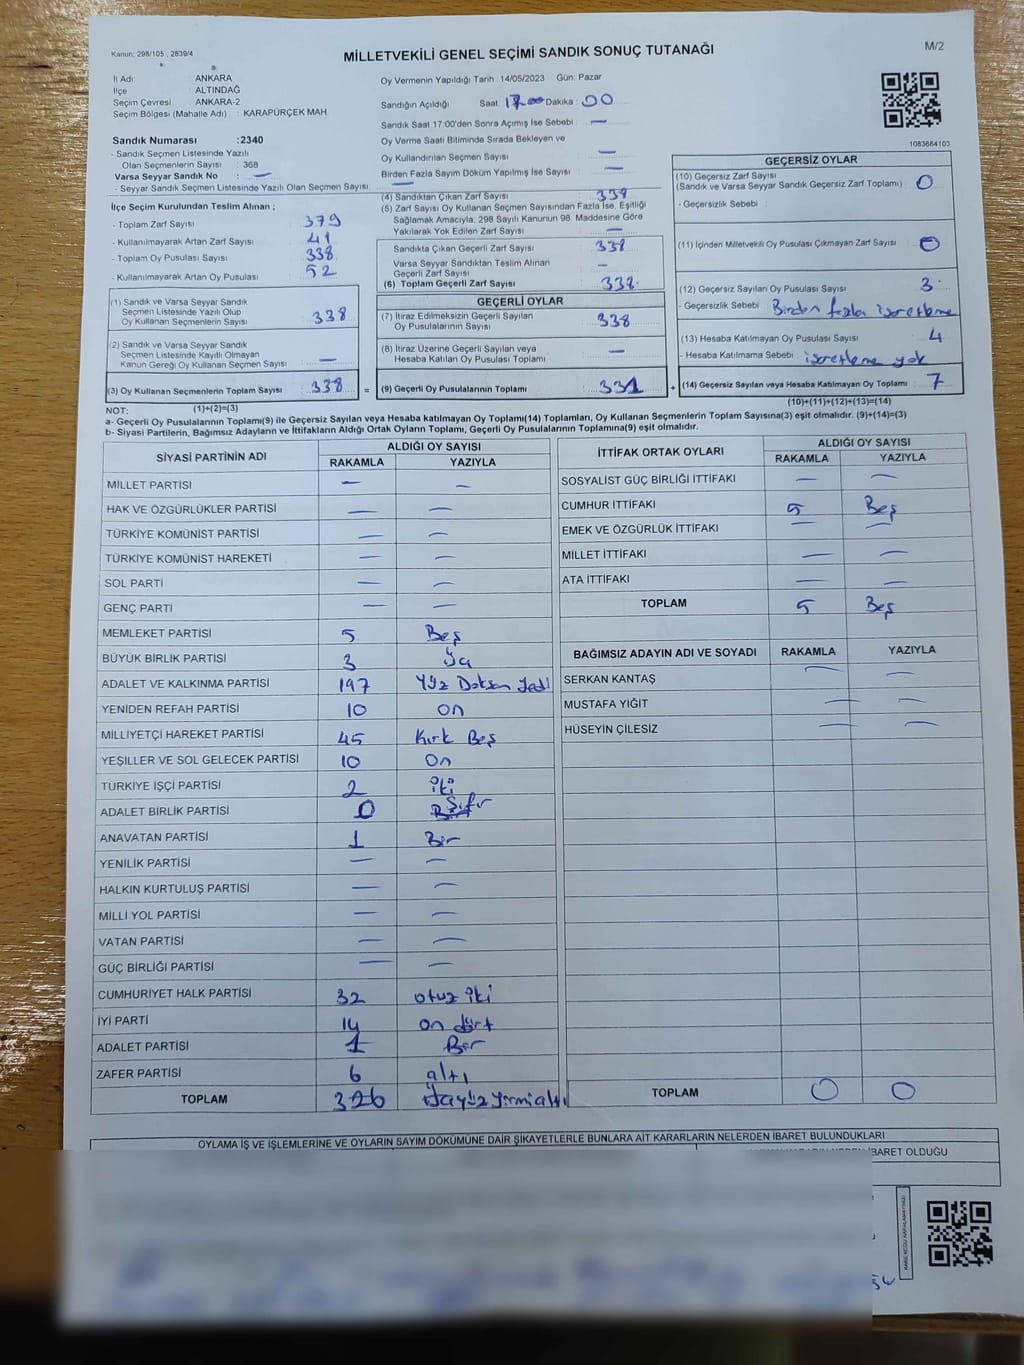 Kanun: 298/105 , 2839/4
MİLLETVEKİLİ GENEL SEÇİMİ SANDIK SONUÇ TUTANAĞI
M/2
İl Adı : ANKARA
İlçe : ALTINDAĞ
Seçim Çevresi : ANKARA-2
Seçim Bölgesi (Mahalle Adı) : KARAPÜRÇEK MAH.
Sandık Numarası :2340
- Sandık Seçmen Listesinde Yazılı
Olan Seçmenlerin Sayısı : 368
Varsa Seyyar Sandık No : —
- Seyyar Sandık Seçmen Listesinde Yazılı Olan Seçmen Sayısı : —
İlçe Seçim Kurulundan Teslim Alınan ;
- Toplam Zarf Sayısı : 379
- Kullanılmayarak Artan Zarf Sayısı : 41
- Toplam Oy Pusulası Sayısı : 338
- Kullanılmayarak Artan Oy Pusulası : 52
(1) Sandık ve Varsa Seyyar Sandık
Seçmen Listesinde Yazılı Olup
Oy Kullanan Seçmenlerin Sayısı : 338
(2) Sandık ve Varsa Seyyar Sandık
Seçmen Listesinde Kayıtlı Olmayan
Kanun Gereği Oy Kullanan Seçmen Sayısı : —
(3) Oy Kullanan Seçmenlerin Toplam Sayısı : 338
Oy Vermenin Yapıldığı Tarih :14/05/2023 Gün: Pazar
Sandığın Açıldığı Saat: 17.00 Dakika : 00
Sandık Saat 17:00'den Sonra Açımış İse Sebebi : —
Oy Verme Saati Bitiminde Sırada Bekleyen ve
Oy Kullandırılan Seçmen Sayısı : —
Birden Fazla Sayım Döküm Yapılmış İse Sayısı : —
(4) Sandıktan Çıkan Zarf Sayısı : 338
(5) Zarf Sayısı Oy Kullanan Seçmen Sayısından Fazla İse, Eşitliği
Sağlamak Amacıyla; 298 Sayılı Kanunun 98. Maddesine Göre
Yakılarak Yok Edilen Zarf Sayısı : —
Sandıkta Çıkan Geçerli Zarf Sayısı : 338
Varsa Seyyar Sandıktan Teslim Alınan
Geçerli Zarf Sayısı : —
(6) Toplam Geçerli Zarf Sayısı : 338
GEÇERLİ OYLAR
(7) İtiraz Edilmeksizin Geçerli Sayılan
Oy Pusulalarının Sayısı : 338
(8) İtiraz Üzerine Geçerli Sayılan veya
Hesaba Katılan Oy Pusulası Toplamı : —
= (9) Geçerli Oy Pusulalarının Toplamı : 331
1083684103
GEÇERSİZ OYLAR
(10) Geçersiz Zarf Sayısı
(Sandık ve Varsa Seyyar Sandık Geçersiz Zarf Toplamı) : 0
- Geçersizlik Sebebi :
(11) İçinden Milletvekili Oy Pusulası Çıkmayan Zarf Sayısı : 0
(12) Geçersiz Sayılan Oy Pusulası Sayısı : 3
- Geçersizlik Sebebi : Birden fazla işaretleme
(13) Hesaba Katılmayan Oy Pusulası Sayısı : 4
- Hesaba Katılmama Sebebi : işaretleme yok
+ (14) Geçersiz Sayılan veya Hesaba Katılmayan Oy Toplamı : 7
NOT: (1)+(2)=(3) (10)+(11)+(12)+(13)=(14)
a- Geçerli Oy Pusulalarının Toplamı(9) ile Geçersiz Sayılan veya Hesaba katılmayan Oy Toplamı(14) Toplamları, Oy Kullanan Seçmenlerin Toplam Sayısına(3) eşit olmalıdır. (9)+(14)=(3)
b- Siyasi Partilerin, Bağımsız Adayların ve İttifakların Aldığı Ortak Oyların Toplamı, Geçerli Oy Pusulalarının Toplamına(9) eşit olmalıdır.
SİYASİ PARTİNİN ADI ALDIĞI OY SAYISI
RAKAMLA YAZIYLA
MİLLET PARTİSİ — —
HAK VE ÖZGÜRLÜKLER PARTİSİ — —
TÜRKİYE KOMÜNİST PARTİSİ — —
TÜRKİYE KOMÜNİST HAREKETİ — —
SOL PARTİ — —
GENÇ PARTİ — —
MEMLEKET PARTİSİ 5 Beş
BÜYÜK BİRLİK PARTİSİ 3 Üç
ADALET VE KALKINMA PARTİSİ 197 Yüz Doksan Yedi
YENİDEN REFAH PARTİSİ 10 on
MİLLİYETÇİ HAREKET PARTİSİ 45 Kırk Beş
YEŞİLLER VE SOL GELECEK PARTİSİ 10 On
TÜRKİYE İŞÇİ PARTİSİ 2 iki
ADALET BİRLİK PARTİSİ 0 Sıfır
ANAVATAN PARTİSİ 1 Bir
YENİLİK PARTİSİ — —
HALKIN KURTULUŞ PARTİSİ — —
MİLLİ YOL PARTİSİ — —
VATAN PARTİSİ — —
GÜÇ BİRLİĞİ PARTİSİ — —
CUMHURİYET HALK PARTİSİ 32 otuz iki
İYİ PARTİ 14 on dört
ADALET PARTİSİ 1 Bir
ZAFER PARTİSİ 6 altı
TOPLAM 326 Üçyüzyirmialtı
İTTİFAK ORTAK OYLARI ALDIĞI OY SAYISI
RAKAMLA YAZIYLA
SOSYALİST GÜÇ BİRLİĞİ İTTİFAKI — —
CUMHUR İTTİFAKI 5 Beş
EMEK VE ÖZGÜRLÜK İTTİFAKI — —
MİLLET İTTİFAKI — —
ATA İTTİFAKI — —
TOPLAM 5 Beş
BAĞIMSIZ ADAYIN ADI VE SOYADI RAKAMLA YAZIYLA
SERKAN KANTAŞ — —
MUSTAFA YİĞİT — —
HÜSEYİN ÇİLESİZ — —
TOPLAM 0 0
OYLAMA İŞ VE İŞLEMLERİNE VE OYLARIN SAYIM DÖKÜMÜNE DAİR ŞİKAYETLERLE BUNLARA AİT KARARLARIN NELERDEN İBARET BULUNDUKLARI
İBARET OLDUĞU